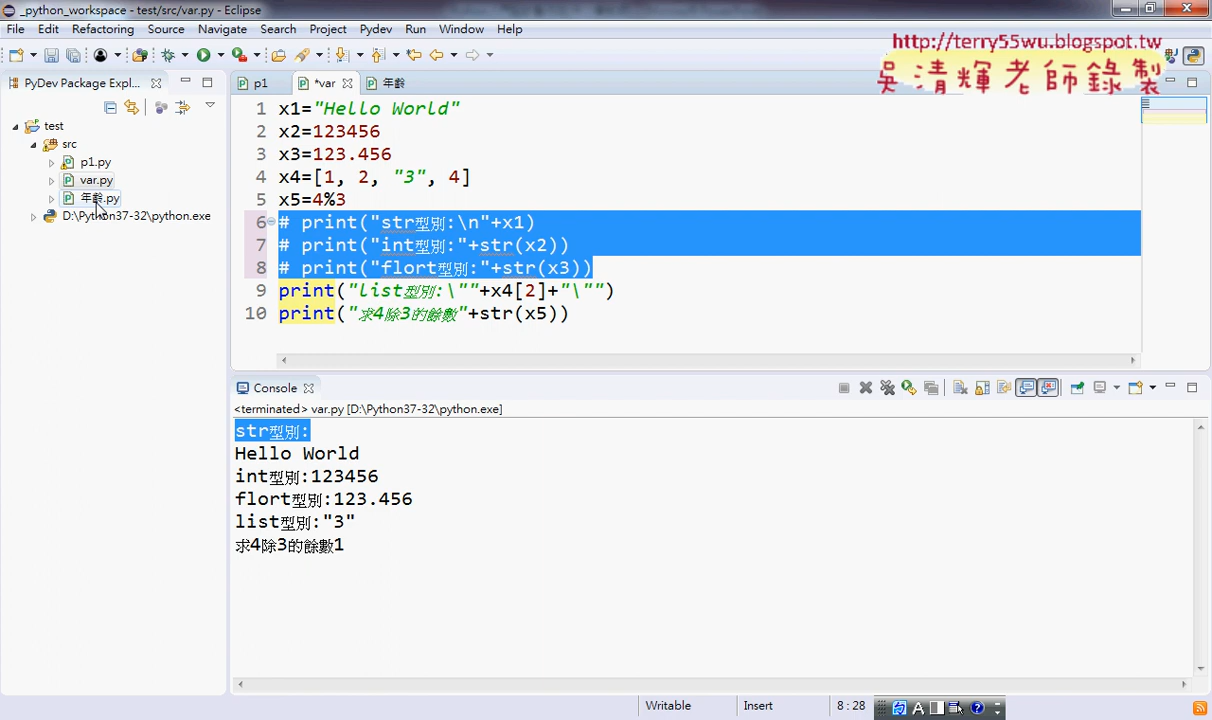 _python_workspace - test/src/var.py - Eclipse
File Edit Refactoring Source Navigate Search Project Pydev Run Window Help
http://terry55wu.blogspot.tw
吳清輝老師錄製
PyDev Package Expl...
p1
*var
年齡
test
src
p1.py
var.py
年齡.py
D:\Python37-32\python.exe
1 x1="Hello World"
2 x2=123456
3 x3=123.456
4 x4=[1, 2, "3", 4]
5 x5=4%3
6 # print("str型別:\n"+x1)
7 # print("int型別:"+str(x2))
8 # print("flort型別:"+str(x3))
9 print("list型別:\""+x4[2]+"\"")
10 print("求4除3的餘數"+str(x5))
Console
<terminated> var.py [D:\Python37-32\python.exe]
str型別:
Hello World
int型別:123456
flort型別:123.456
list型別:"3"
求4除3的餘數1
Writable Insert 8 : 28